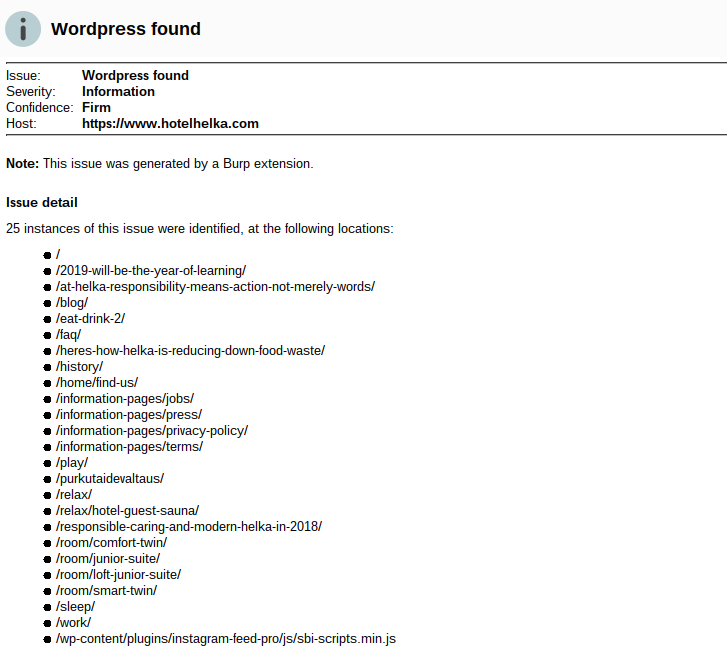 Wordpress found
Issue: Wordpress found
Severity: Information
Confidence: Firm
Host: https://www.hotelhelka.com
Note: This issue was generated by a Burp extension.
Issue detail
25 instances of this issue were identified, at the following locations:
/
/2019-will-be-the-year-of-learning/
/at-helka-responsibility-means-action-not-merely-words/
/blog/
/eat-drink-2/
/faq/
/heres-how-helka-is-reducing-down-food-waste/
/history/
/home/find-us/
/information-pages/jobs/
/information-pages/press/
/information-pages/privacy-policy/
/information-pages/terms/
/play/
/purkutaidevaltaus/
/relax/
/relax/hotel-guest-sauna/
/responsible-caring-and-modern-helka-in-2018/
/room/comfort-twin/
/room/junior-suite/
/room/loft-junior-suite/
/room/smart-twin/
/sleep/
/work/
/wp-content/plugins/instagram-feed-pro/js/sbi-scripts.min.js